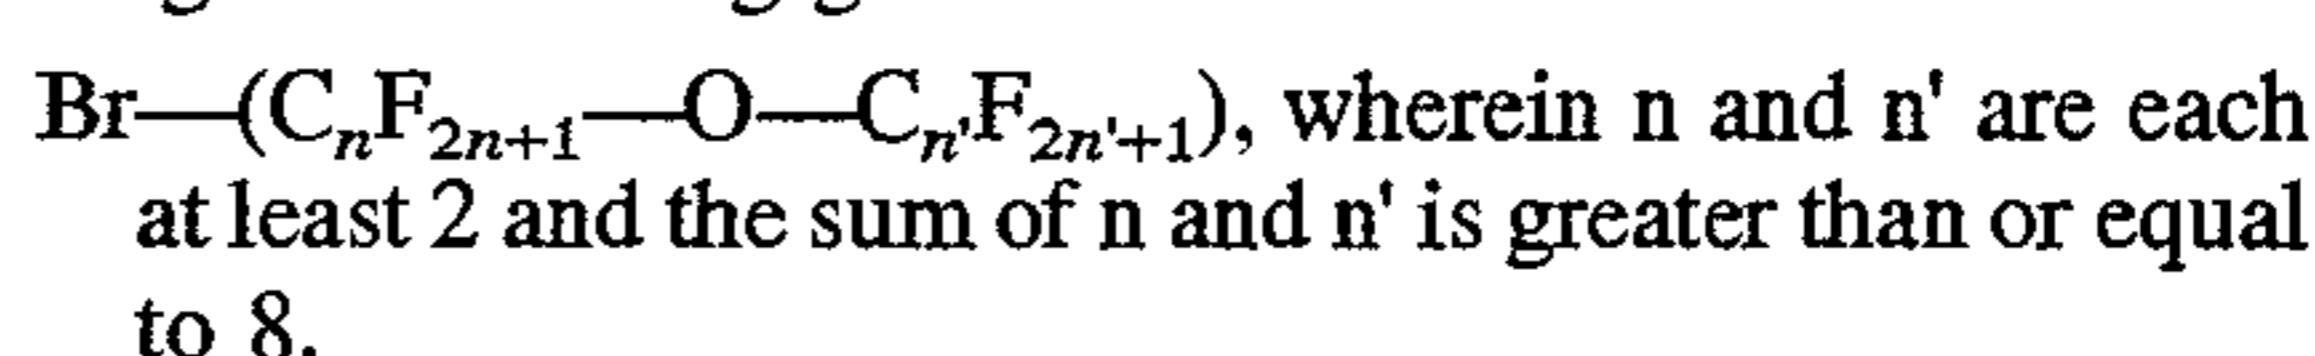 Br—(CₙF₂ₙ₊₁—O—Cₙ'F₂ₙ'₊₁), wherein n and n' are each
at least 2 and the sum of n and n' is greater than or equal
to 8.